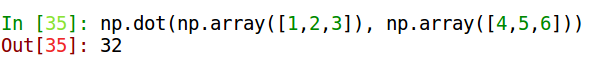 In [35]: np.dot(np.array([1,2,3]), np.array([4,5,6]))
Out[35]: 32